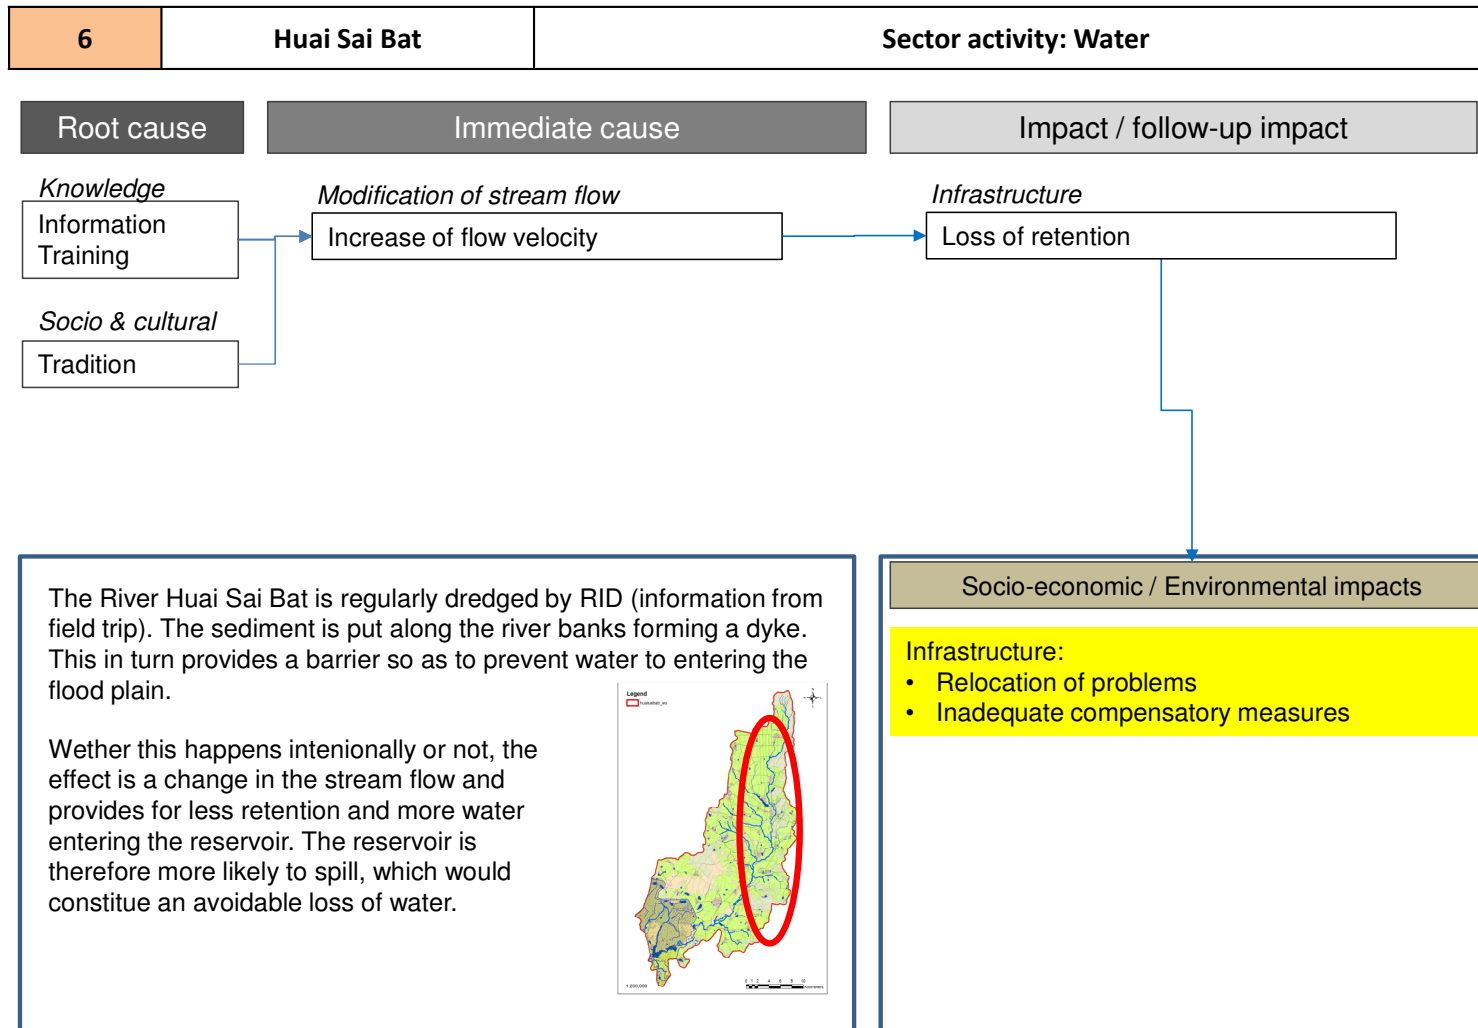 6
Huai Sai Bat
Sector activity: Water
Root cause
Immediate cause
Impact / follow-up impact
Knowledge
Information
Training
Modification of stream flow
Increase of flow velocity
Infrastructure
Loss of retention
Socio & cultural
Tradition
The River Huai Sai Bat is regularly dredged by RID (information from
field trip). The sediment is put along the river banks forming a dyke.
This in turn provides a barrier so as to prevent water to entering the
flood plain.
Wether this happens intenionally or not, the
effect is a change in the stream flow and
provides for less retention and more water
entering the reservoir. The reservoir is
therefore more likely to spill, which would
constitue an avoidable loss of water.
Legend
1:200,000
Socio-economic / Environmental impacts
Infrastructure:
• Relocation of problems
• Inadequate compensatory measures